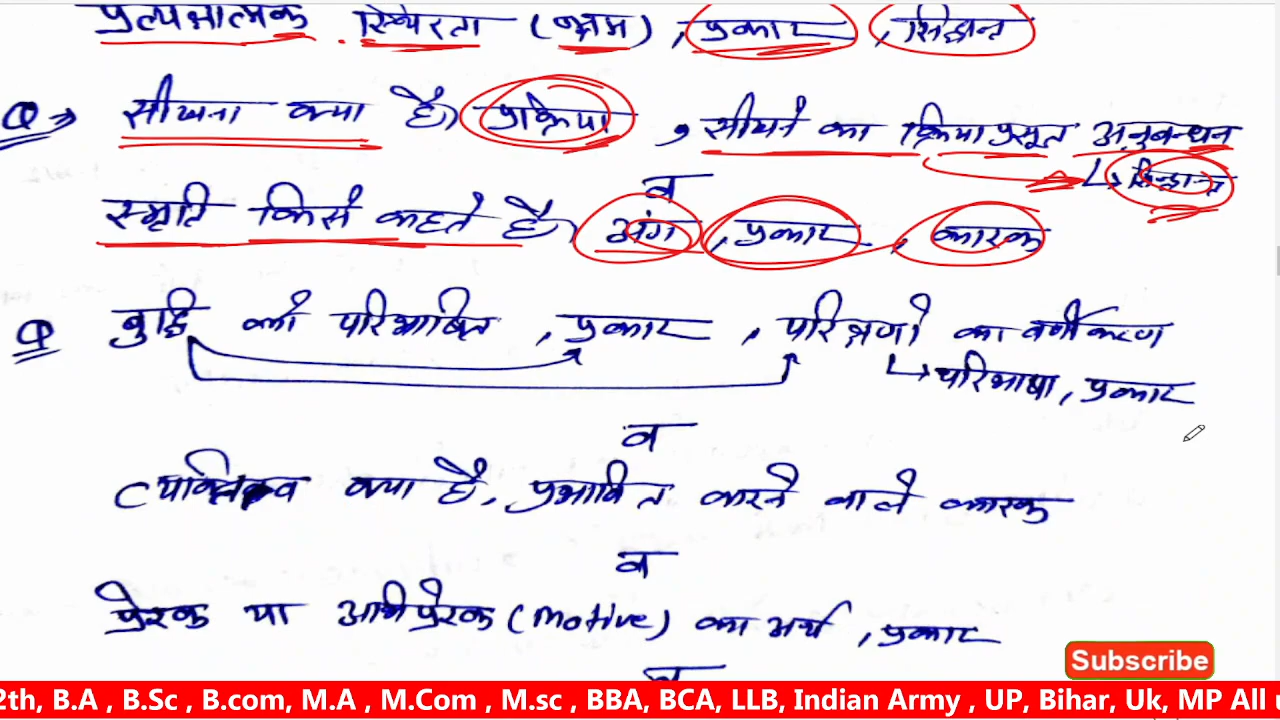 प्रत्यक्षात्मक स्थिरता (भ्रम), प्रकार, सिद्धान्त
Q→ सीखना क्या है, प्रक्रिया, सीखने का क्रियाप्रसूत अनुबन्धन
↳ सिद्धान्त
व
स्मृति किसे कहते है, अंग, प्रकार, कारक
Q बुद्धि को परिभाषित, प्रकार, परिक्षणों का वर्गीकरण
↳ परिभाषा, प्रकार
व
व्यक्तित्व क्या है, प्रभावित करने वाले कारक
व
प्रेरक या अभिप्रेरक (motive) का अर्थ, प्रकार
व
Subscribe
2th, B.A , B.Sc , B.com, M.A , M.Com , M.sc , BBA, BCA, LLB, Indian Army , UP, Bihar, Uk, MP All